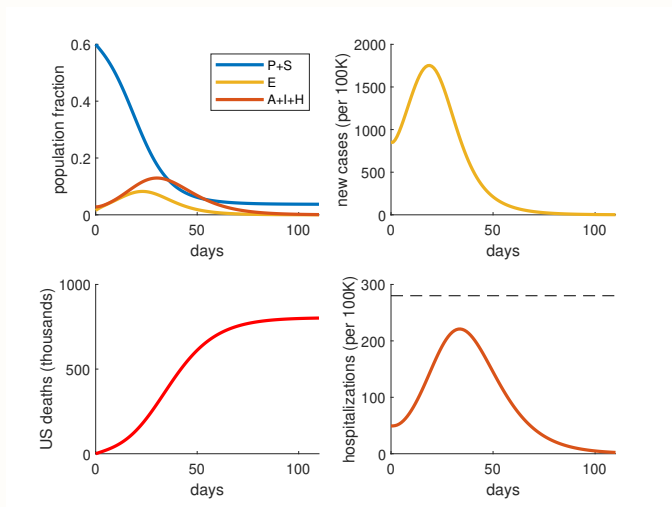 population fraction
0.6
0.4
0.2
0
0
50
100
days
P+S
E
A+I+H
new cases (per 100K)
2000
1500
1000
500
0
0
50
100
days
US deaths (thousands)
1000
500
0
0
50
100
days
hospitalizations (per 100K)
300
200
100
0
0
50
100
days